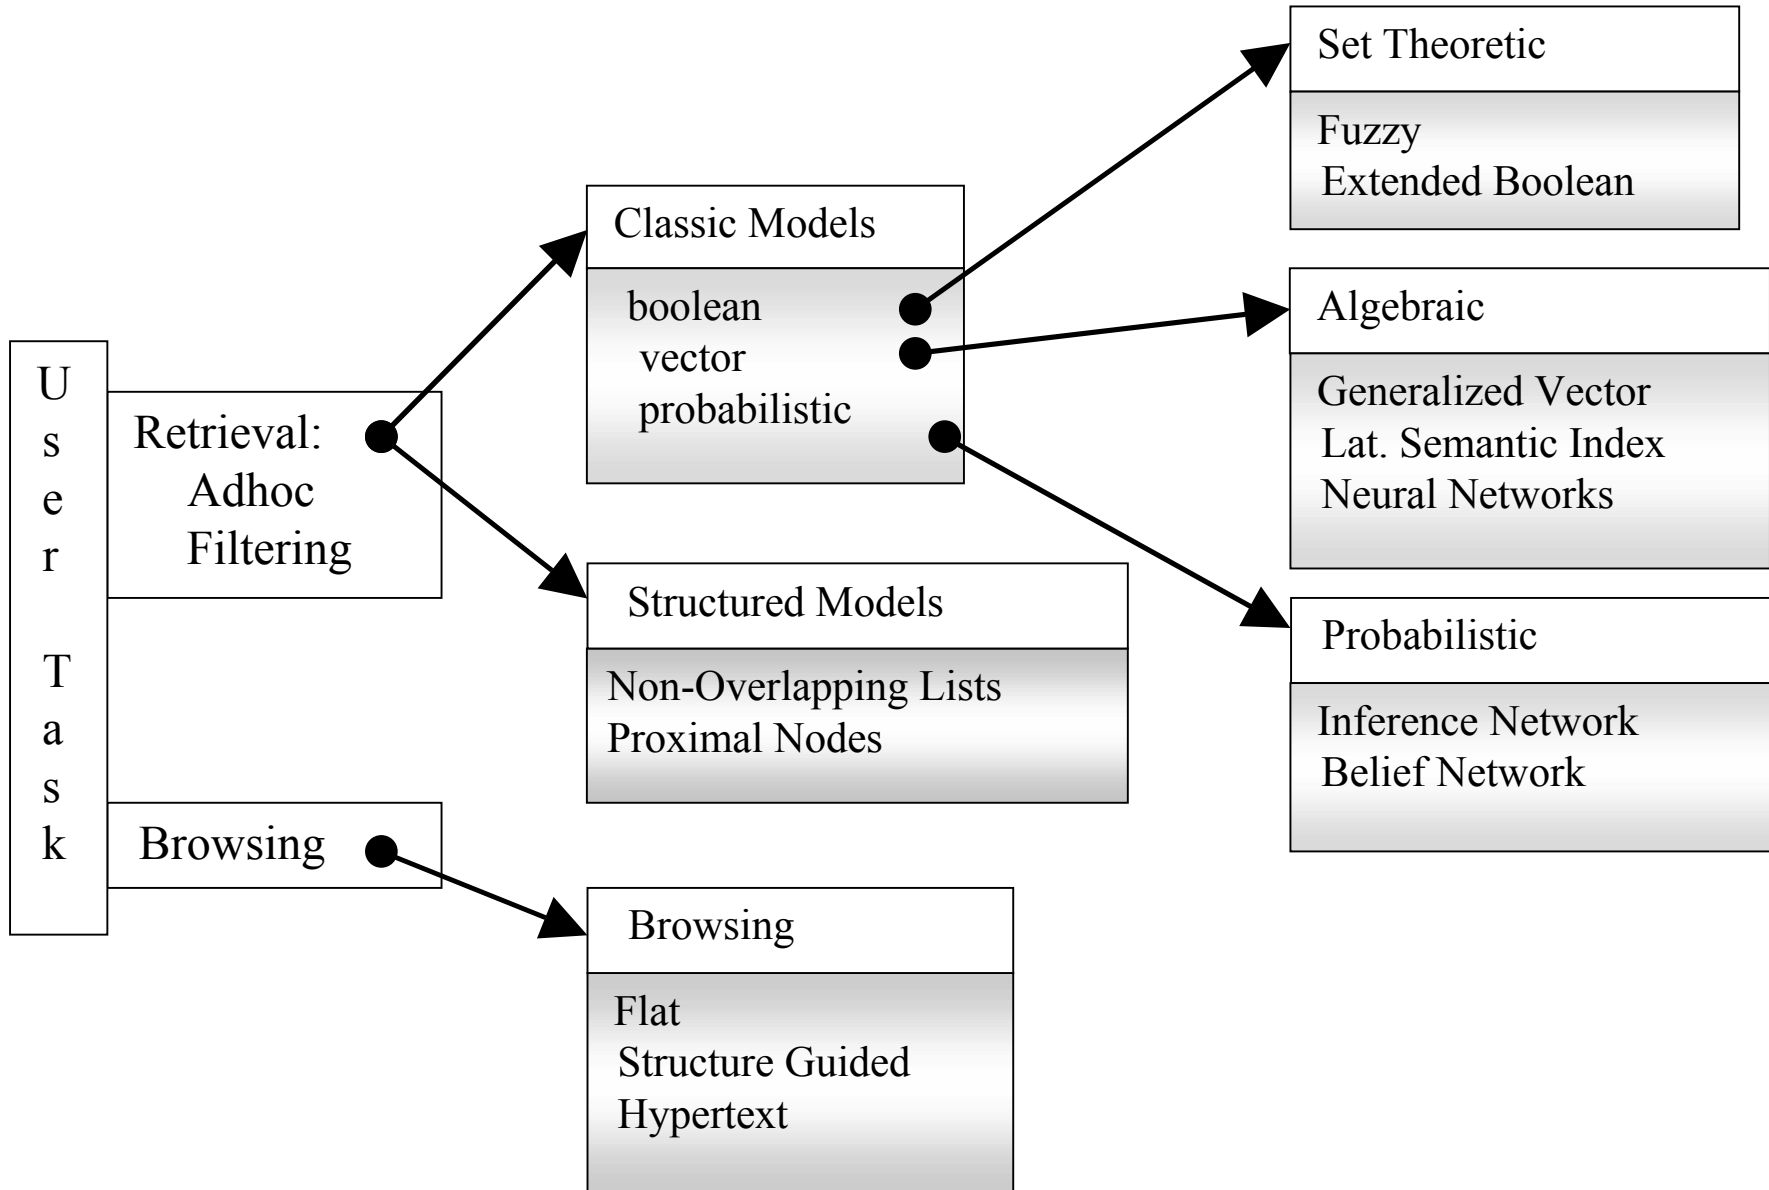 User Task
Retrieval:
Adhoc
Filtering
Browsing
Classic Models
boolean
vector
probabilistic
Structured Models
Non-Overlapping Lists
Proximal Nodes
Browsing
Flat
Structure Guided
Hypertext
Set Theoretic
Fuzzy
Extended Boolean
Algebraic
Generalized Vector
Lat. Semantic Index
Neural Networks
Probabilistic
Inference Network
Belief Network